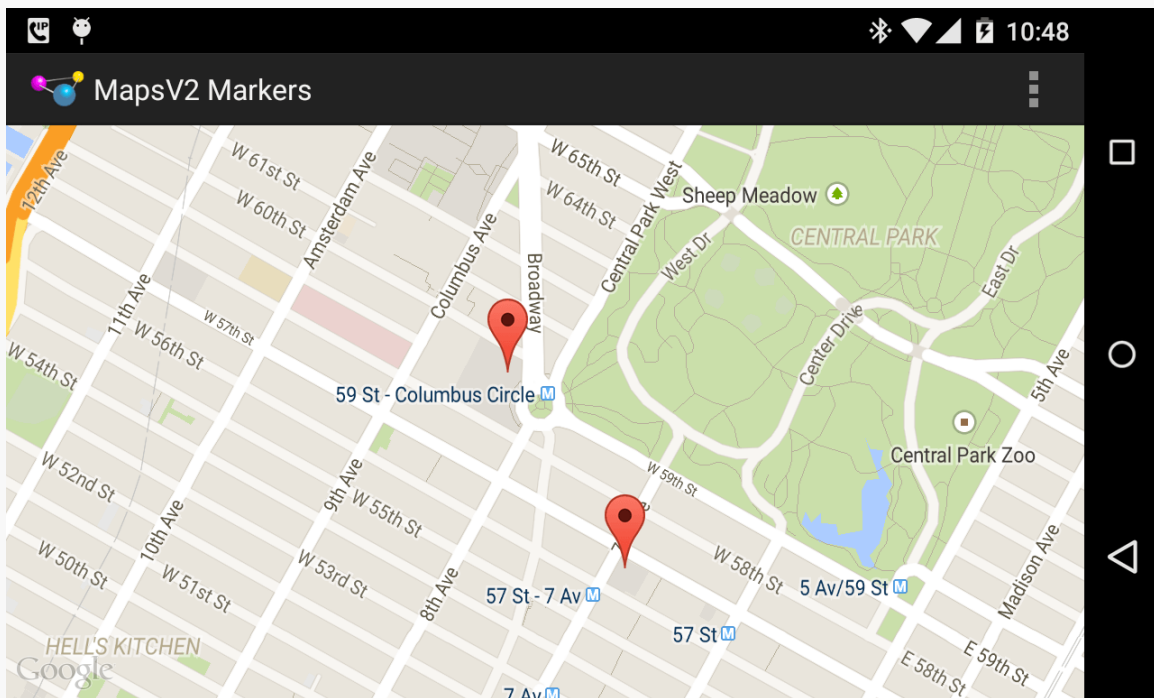 10:48
MapsV2 Markers
12th Ave
W 61st St
Amsterdam Ave
W 65th St
Sheep Meadow
W 60th St
W 64th St
Central Park West
CENTRAL PARK
Columbus Ave
West Dr
East Dr
Broadway
11th Ave
W 57th St
W 56th St
Center Drive
W 54th St
5th Ave
59 St - Columbus Circle M
Central Park Zoo
W 52nd St
9th Ave
W 59th St
W 55th St
10th Ave
W 50th St
W 53rd St
W 58th St
Madison Ave
W 51st St
8th Ave
57 St - 7 Av M
5 Av/59 St M
57 St M
HELL'S KITCHEN
Google
E 59th St
E 58th St
7 Av M